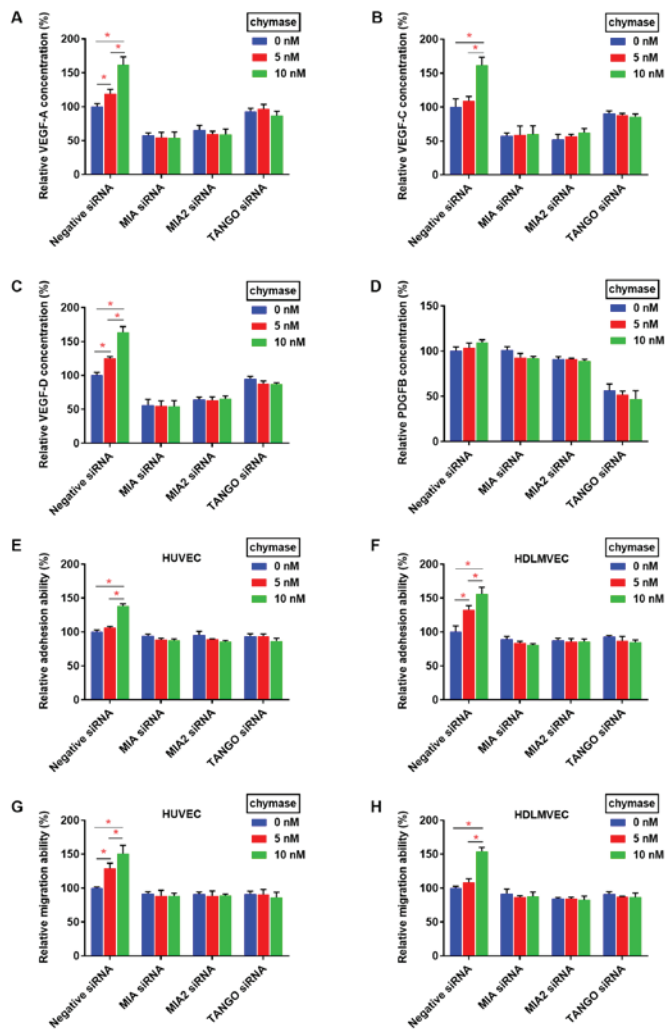 A
chymase
Relative VEGF-A concentration (%)
200
150
100
50
0
*
*
*
0 nM
5 nM
10 nM
Negative siRNA
MIA siRNA
MIA2 siRNA
TANGO siRNA
B
chymase
Relative VEGF-C concentration (%)
200
150
100
50
0
*
*
0 nM
5 nM
10 nM
Negative siRNA
MIA siRNA
MIA2 siRNA
TANGO siRNA
C
chymase
Relative VEGF-D concentration (%)
200
150
100
50
0
*
*
*
0 nM
5 nM
10 nM
Negative siRNA
MIA siRNA
MIA2 siRNA
TANGO siRNA
D
chymase
Relative PDGFB concentration (%)
150
100
50
0
0 nM
5 nM
10 nM
Negative siRNA
MIA siRNA
MIA2 siRNA
TANGO siRNA
E
HUVEC
chymase
Relative adehesion ability (%)
200
150
100
50
0
*
*
0 nM
5 nM
10 nM
Negative siRNA
MIA siRNA
MIA2 siRNA
TANGO siRNA
F
HDLMVEC
chymase
Relative adehesion ability (%)
200
150
100
50
0
*
*
*
0 nM
5 nM
10 nM
Negative siRNA
MIA siRNA
MIA2 siRNA
TANGO siRNA
G
HUVEC
chymase
Relative migration ability (%)
200
150
100
50
0
*
*
*
0 nM
5 nM
10 nM
Negative siRNA
MIA siRNA
MIA2 siRNA
TANGO siRNA
H
HDLMVEC
chymase
Relative migration ability (%)
200
150
100
50
0
*
*
0 nM
5 nM
10 nM
Negative siRNA
MIA siRNA
MIA2 siRNA
TANGO siRNA